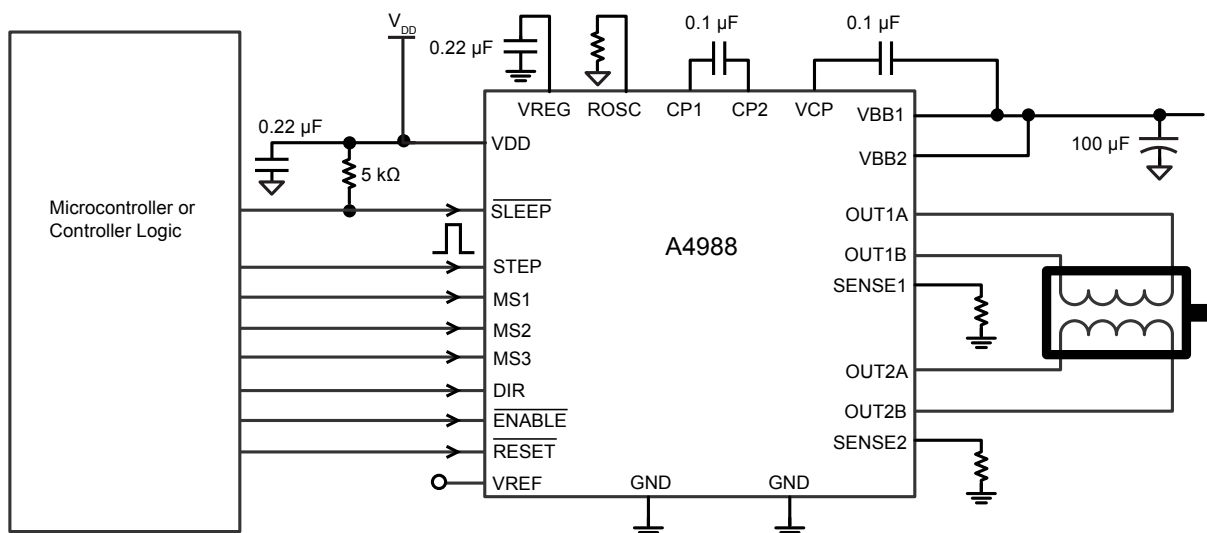 V_DD
0.22 µF
0.1 µF
0.1 µF
VREG
ROSC
CP1
CP2
VCP
VBB1
0.22 µF
VDD
5 kΩ
VBB2
100 µF
Microcontroller or
Controller Logic
SLEEP
OUT1A
A4988
OUT1B
STEP
SENSE1
MS1
MS2
MS3
OUT2A
DIR
OUT2B
ENABLE
SENSE2
RESET
VREF
GND
GND